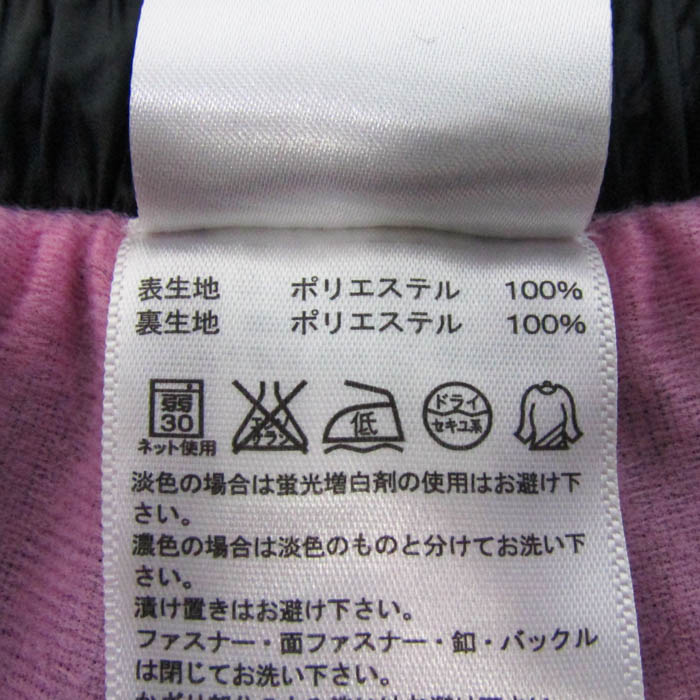 表生地 ポリエステル 100%
裏生地 ポリエステル 100%
弱
30
ネット使用
エンソ
サラシ
低
ドライ
セキユ系
淡色の場合は蛍光増白剤の使用はお避け下
さい。
濃色の場合は淡色のものと分けてお洗い下
さい。
漬け置きはお避け下さい。
ファスナー・面ファスナー・釦・バックル
は閉じてお洗い下さい。